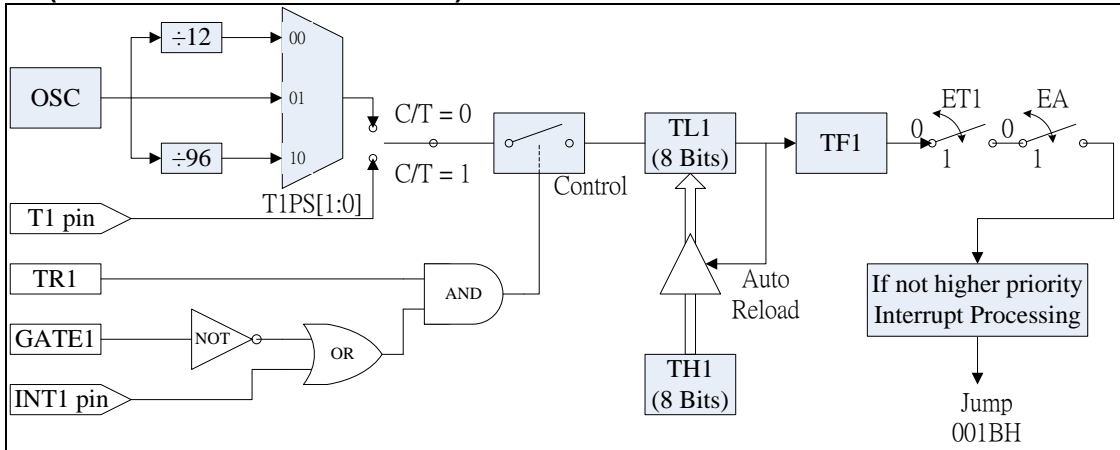 ÷12
00
OSC
01
÷96
10
T1PS[1:0]
C/T = 0
C/T = 1
T1 pin
TR1
GATE1
INT1 pin
NOT
OR
AND
Control
TL1
(8 Bits)
Auto
Reload
TH1
(8 Bits)
TF1
ET1
0
1
EA
0
1
If not higher priority
Interrupt Processing
Jump
001BH